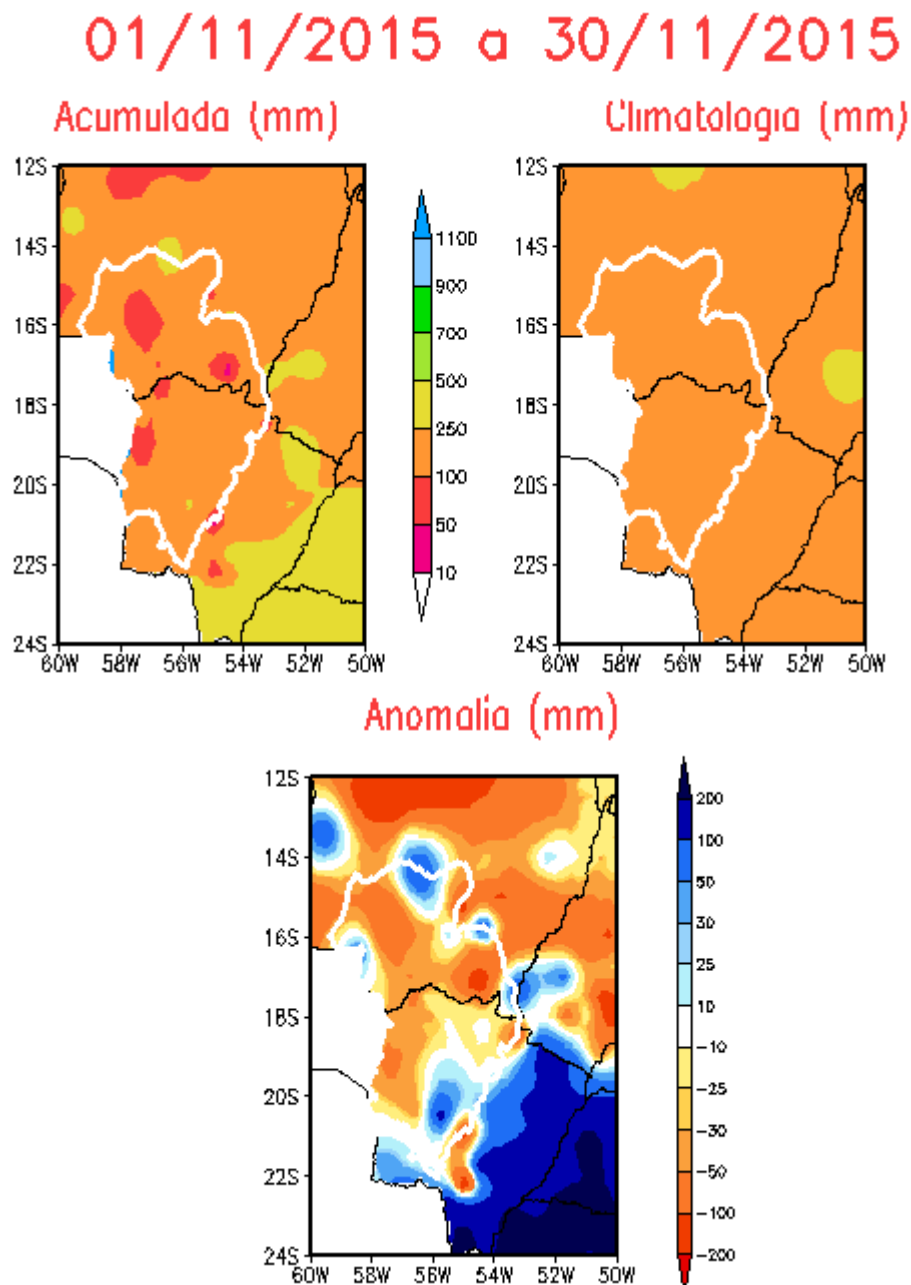 01/11/2015 a 30/11/2015
Acumulada (mm)
Climatologia (mm)
12S
14S
16S
18S
20S
22S
24S
60W 58W 56W 54W 52W 50W
1100
900
700
500
250
100
50
10
12S
14S
16S
18S
20S
22S
24S
60W 58W 56W 54W 52W 50W
Anomalia (mm)
12S
14S
16S
18S
20S
22S
24S
60W 58W 56W 54W 52W 50W
200
100
50
30
25
10
-10
-25
-30
-50
-100
-200